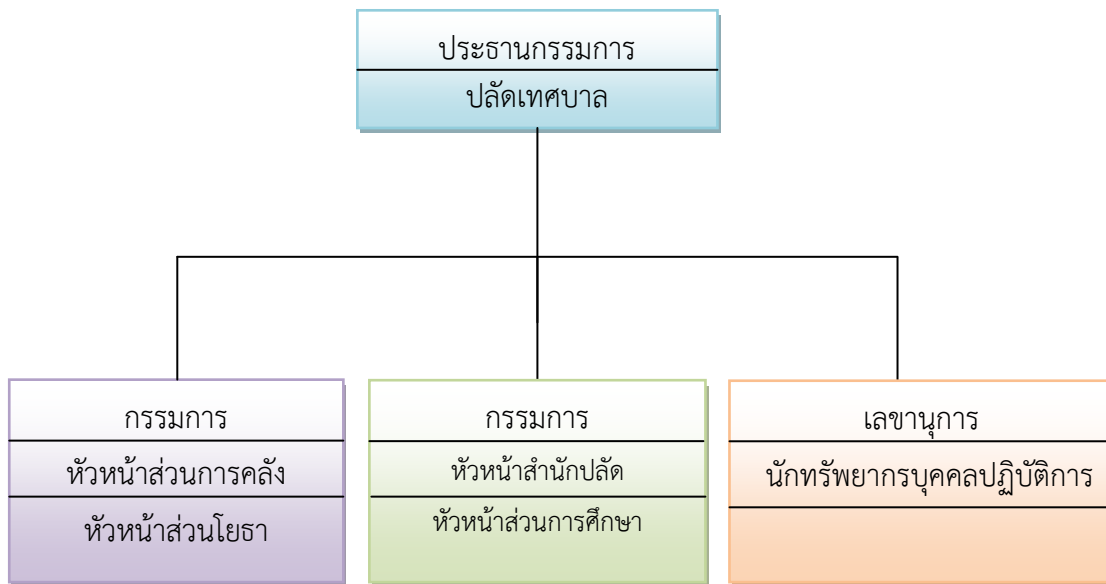 ประธานกรรมการ
ปลัดเทศบาล
กรรมการ
หัวหน้าส่วนการคลัง
หัวหน้าส่วนโยธา
กรรมการ
หัวหน้าสำนักปลัด
หัวหน้าส่วนการศึกษา
เลขานุการ
นักทรัพยากรบุคคลปฏิบัติการ